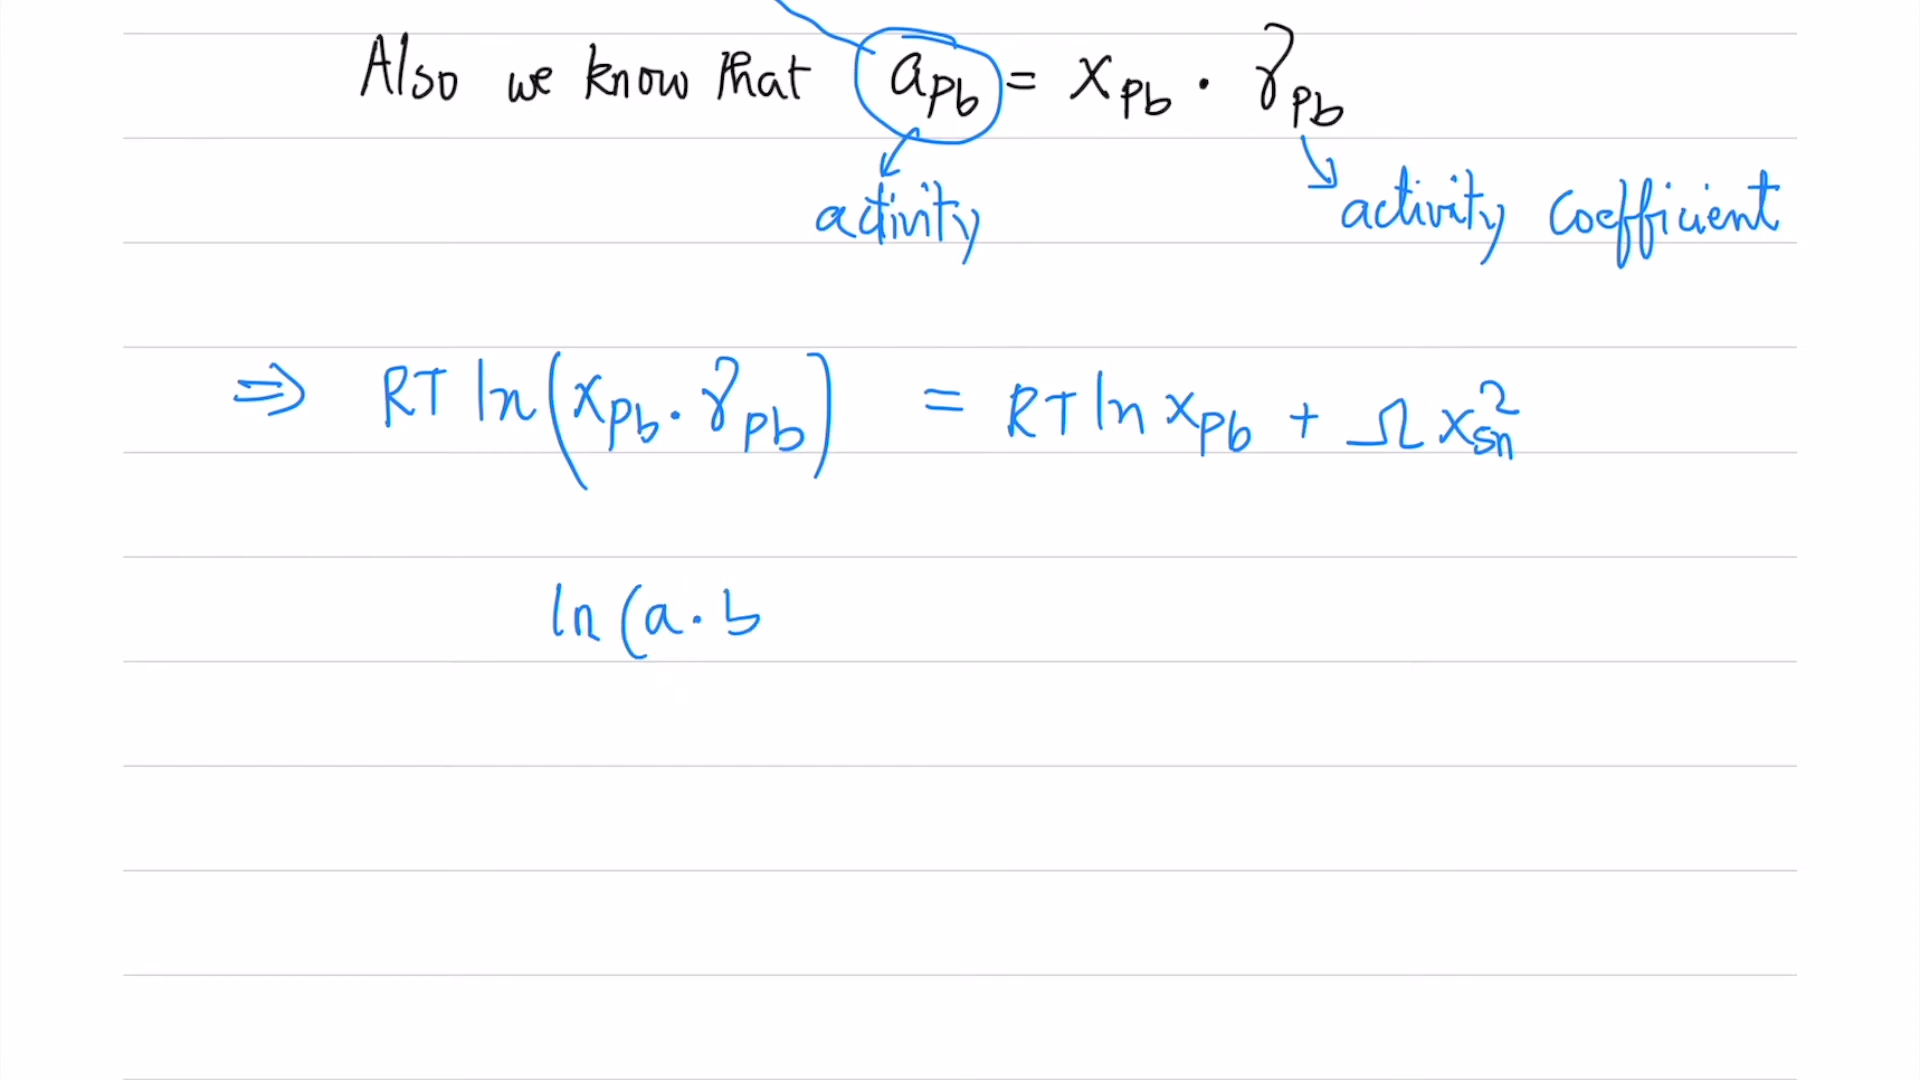 Also we know that a_Pb = x_Pb · γ_Pb
activity activity coefficient
⇒ RT ln(x_Pb · γ_Pb) = RT ln x_Pb + Ω x_Sn^2
ln (a · b